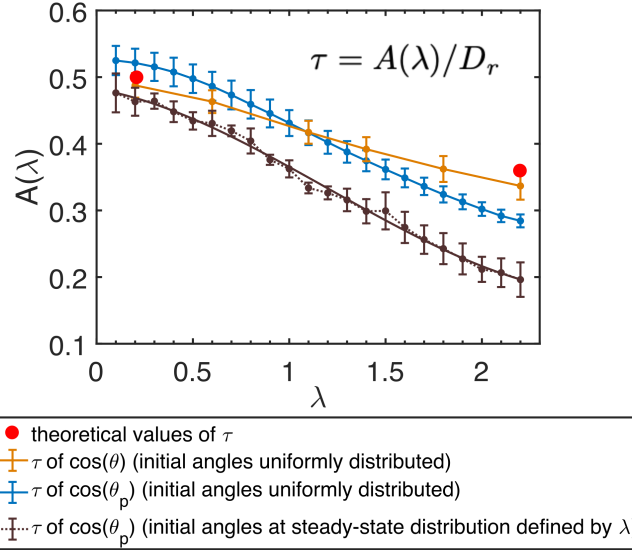 0.6
0.5
0.4
0.3
0.2
0.1
A(λ)
τ = A(λ)/D_r
0 0.5 1 1.5 2
λ
theoretical values of τ
τ of cos(θ) (initial angles uniformly distributed)
τ of cos(θ_p) (initial angles uniformly distributed)
τ of cos(θ_p) (initial angles at steady-state distribution defined by λ